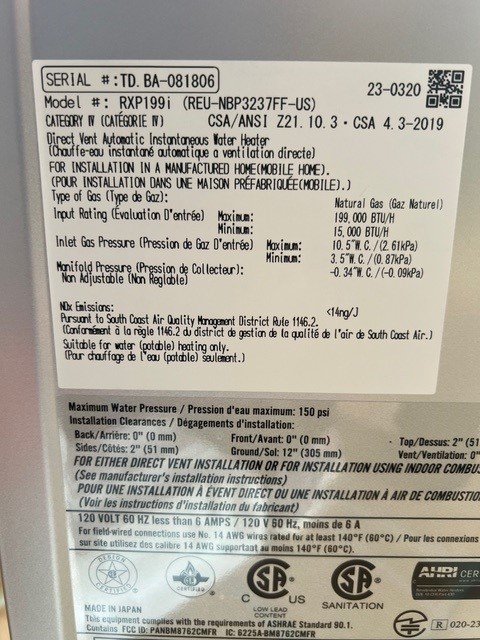 SERIAL #:TD. BA-081806
23-0320
Model #: RXP199i (REU-NBP3237FF-US)
CATEGORY IV (CATÉGORIE IV) CSA/ANSI Z21.10.3・CSA 4.3-2019
Direct Vent Automatic Instantaneous Water Heater
(Chauffe-eau instantané automatique a ventilation directe)
FOR INSTALLATION IN A MANUFACTURED HOME(MOBILE HOME).
(POUR INSTALLATION DANS UNE MAISON PRÉFABRIQUÉE(MOBILE).)
Type of Gas (Type de Gaz): Natural Gas (Gaz Naturel)
Input Rating (Évaluation D'entrée) Maximum: 199,000 BTU/H
Minimum: 15,000 BTU/H
Inlet Gas Pressure (Pression de Gaz D'entrée) Maximum: 10.5"W.C./(2.61kPa)
Minimum: 3.5"W.C./(0.87kPa)
Manifold Pressure (Pression de Collecteur): -0.34"W.C./(-0.09kPa)
Non Adjustable (Non Reglable)
NOx Emissions: <14ng/J
Pursuant to South Coast Air Quality Management District Rule 1146.2.
(Conformément à la règle 1146.2 du district de gestion de la qualité de l'air de South Coast Air.)
Suitable for water (potable) heating only.
(Pour chauffage de l'eau (potable) seulement.)
Maximum Water Pressure / Pression d'eau maximum: 150 psi
Installation Clearances / Dégagements d'installation:
Back/Arrière: 0" (0 mm) Front/Avant: 0" (0 mm) - Top/Dessus: 2" (51
Sides/Côtés: 2" (51 mm) Ground/Sol: 12" (305 mm) Vent/Ventilation: 0"
FOR EITHER DIRECT VENT INSTALLATION OR FOR INSTALLATION USING INDOOR COMBU
(See manufacturer's installation instructions)
POUR UNE INSTALLATION À ÉVENT DIRECT OU UNE INSTALLATION À AIR DE COMBUSTIO
(Voir les instructions d'installation du fabricant)
120 VOLT 60 HZ less than 6 AMPS / 120 V 60 Hz, moins de 6 A
For field-wired connections use No. 14 AWG wires rated for at least 140°F (60°C) / Pour les connexions
sur site utilisez des calibre 14 AWG supportaat au moins 140°F (60°C).
DESIGN
CERTIFIED
CERTIFIED
SA
C US
LOW LEAD
CONTENT
SA
SANITATION
AHRI CER
MADE IN JAPAN
This equipment complies with the requirements of ASHRAE Standard 90.1.
Contains FCC ID: PANBM8762CMFR IC: 6225A-BM8762CMFR
R 020-23